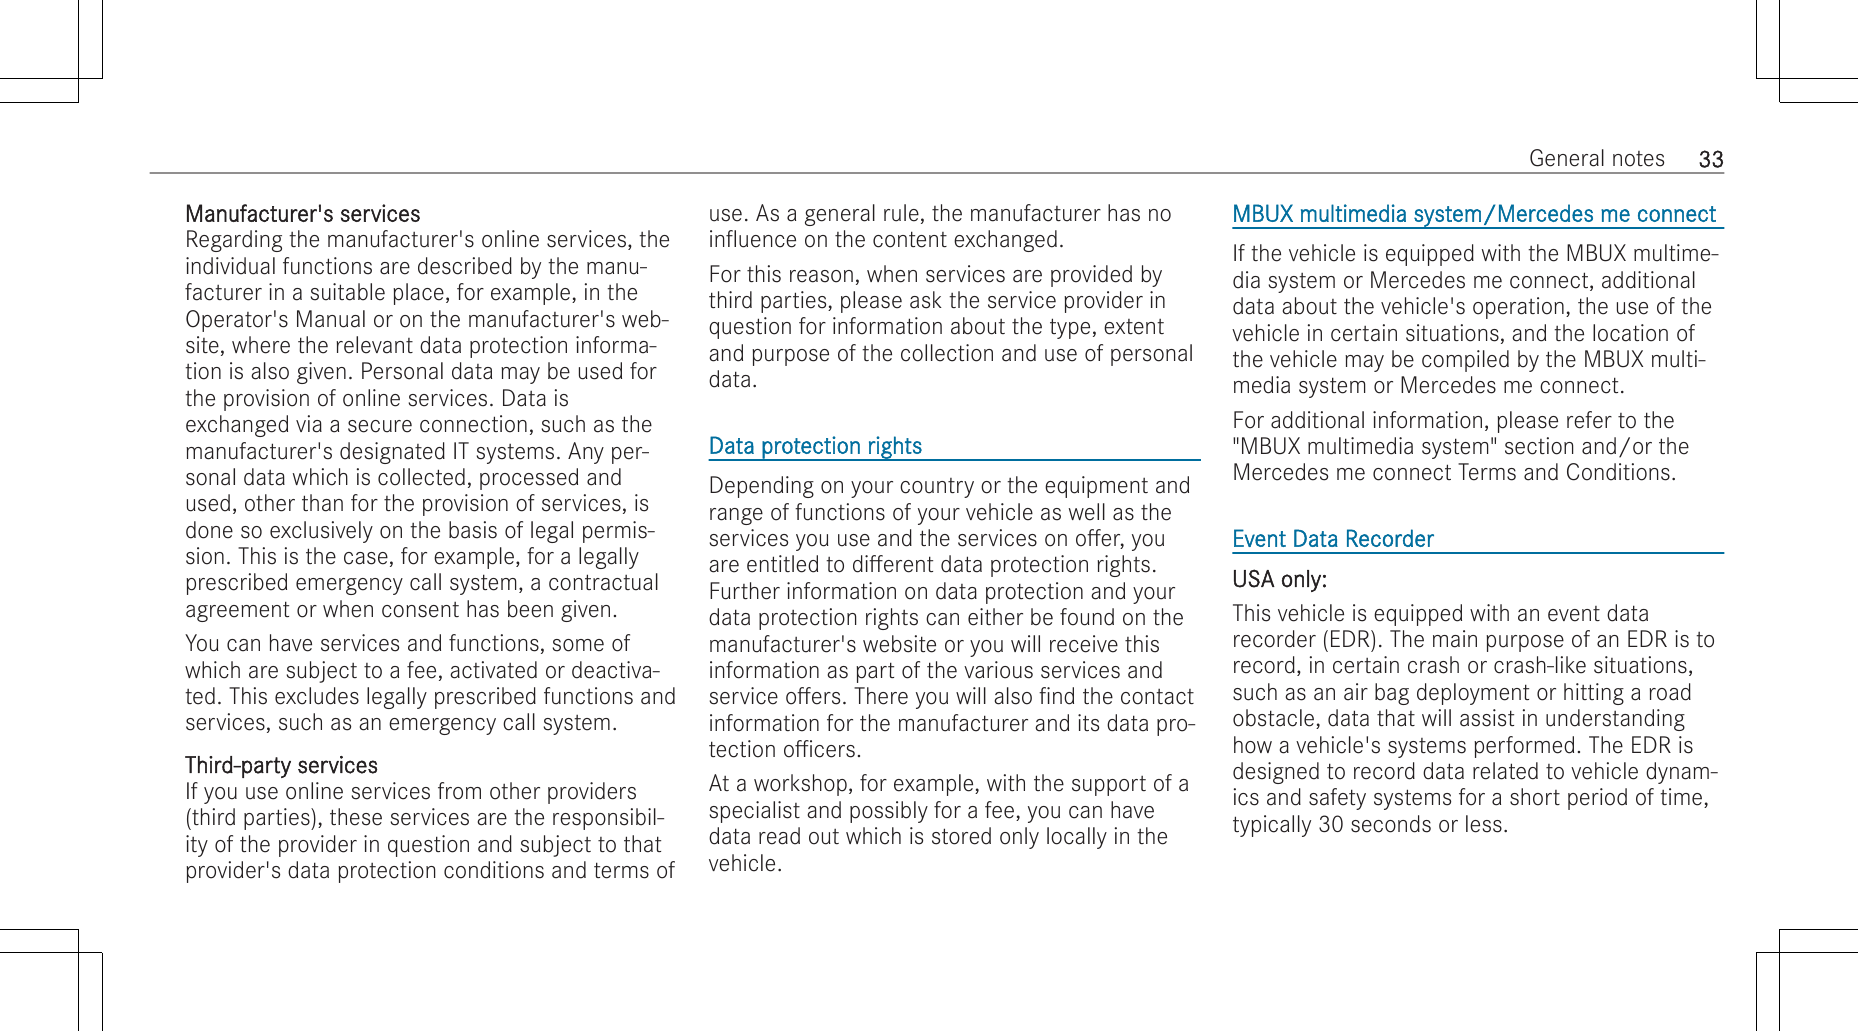 General notes 33
Manufacturer's services
Regarding the manufacturer's online services, the
individual functions are described by the manu-
facturer in a suitable place, for example, in the
Operator's Manual or on the manufacturer's web-
site, where the relevant data protection informa-
tion is also given. Personal data may be used for
the provision of online services. Data is
exchanged via a secure connection, such as the
manufacturer's designated IT systems. Any per-
sonal data which is collected, processed and
used, other than for the provision of services, is
done so exclusively on the basis of legal permis-
sion. This is the case, for example, for a legally
prescribed emergency call system, a contractual
agreement or when consent has been given.
You can have services and functions, some of
which are subject to a fee, activated or deactiva-
ted. This excludes legally prescribed functions and
services, such as an emergency call system.
Third-party services
If you use online services from other providers
(third parties), these services are the responsibil-
ity of the provider in question and subject to that
provider's data protection conditions and terms of
use. As a general rule, the manufacturer has no
influence on the content exchanged.
For this reason, when services are provided by
third parties, please ask the service provider in
question for information about the type, extent
and purpose of the collection and use of personal
data.
Data protection rights
Depending on your country or the equipment and
range of functions of your vehicle as well as the
services you use and the services on offer, you
are entitled to different data protection rights.
Further information on data protection and your
data protection rights can either be found on the
manufacturer's website or you will receive this
information as part of the various services and
service offers. There you will also find the contact
information for the manufacturer and its data pro-
tection officers.
At a workshop, for example, with the support of a
specialist and possibly for a fee, you can have
data read out which is stored only locally in the
vehicle.
MBUX multimedia system/Mercedes me connect
If the vehicle is equipped with the MBUX multime-
dia system or Mercedes me connect, additional
data about the vehicle's operation, the use of the
vehicle in certain situations, and the location of
the vehicle may be compiled by the MBUX multi-
media system or Mercedes me connect.
For additional information, please refer to the
"MBUX multimedia system" section and/or the
Mercedes me connect Terms and Conditions.
Event Data Recorder
USA only:
This vehicle is equipped with an event data
recorder (EDR). The main purpose of an EDR is to
record, in certain crash or crash-like situations,
such as an air bag deployment or hitting a road
obstacle, data that will assist in understanding
how a vehicle's systems performed. The EDR is
designed to record data related to vehicle dynam-
ics and safety systems for a short period of time,
typically 30 seconds or less.